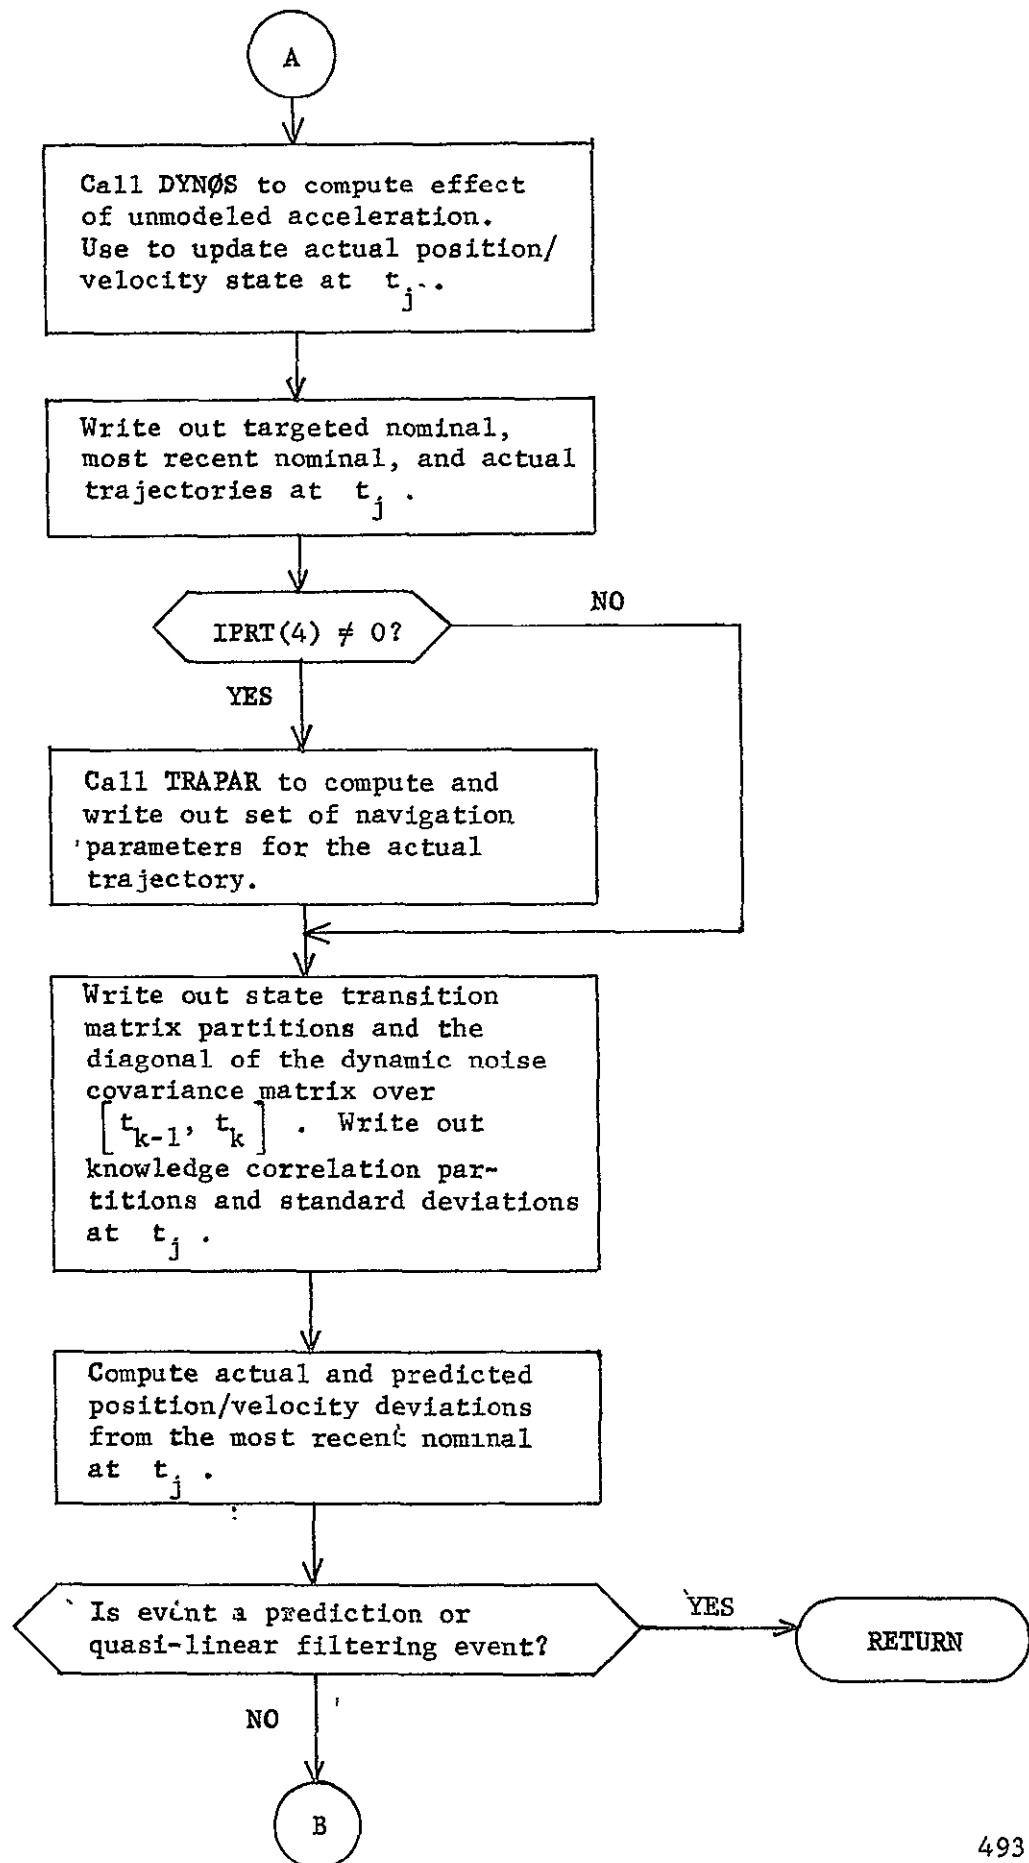 A
Call DYNØS to compute effect
of unmodeled acceleration.
Use to update actual position/
velocity state at t_j.
Write out targeted nominal,
most recent nominal, and actual
trajectories at t_j .
IPRT(4) ≠ 0?
NO
YES
Call TRAPAR to compute and
write out set of navigation
parameters for the actual
trajectory.
Write out state transition
matrix partitions and the
diagonal of the dynamic noise
covariance matrix over
[t_{k-1}, t_k] . Write out
knowledge correlation par-
titions and standard deviations
at t_j .
Compute actual and predicted
position/velocity deviations
from the most recent nominal
at t_j .
Is event a prediction or
quasi-linear filtering event?
YES
RETURN
NO
B
493